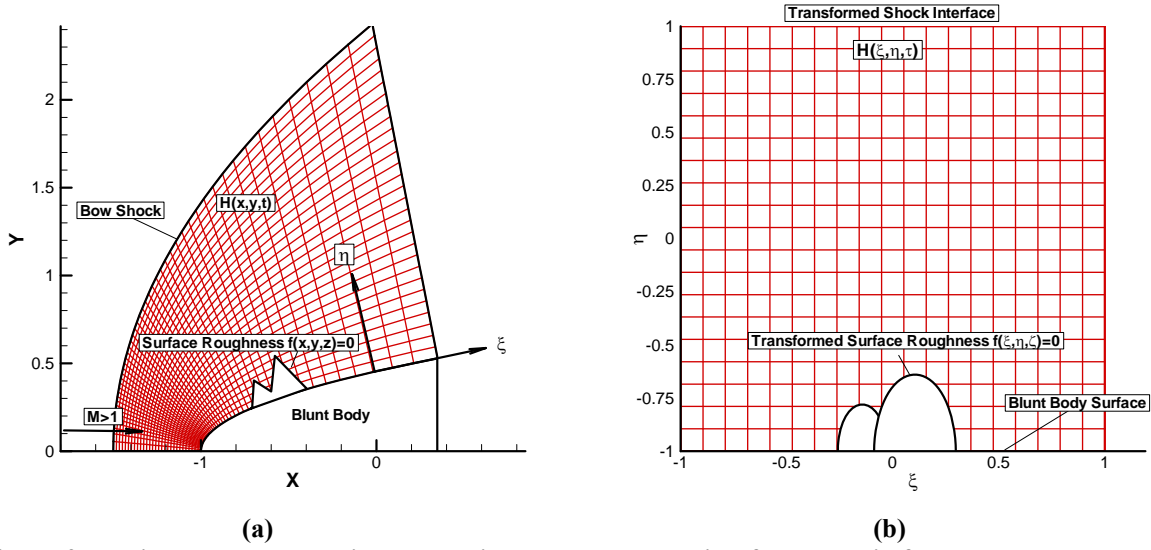 Bow Shock
H(x,y,t)
η
Surface Roughness f(x,y,z)=0
ξ
M>1
Blunt Body
Y
2
1.5
1
0.5
0
-1
0
X
(a)
Transformed Shock Interface
H(ξ,η,τ)
η
1
0.75
0.5
0.25
0
-0.25
-0.5
-0.75
-1
Transformed Surface Roughness f(ξ,η,ζ)=0
Blunt Body Surface
-1
-0.5
0
0.5
1
ξ
(b)